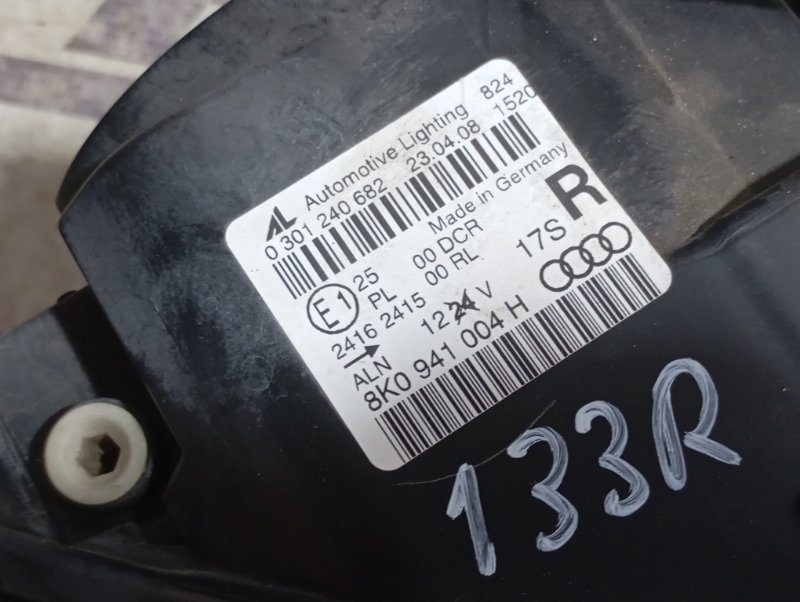 AL Automotive Lighting 824
0 301 240 682 23.04.08 1520
Made in Germany
R
E1 25 00 DCR 17S
PL 00 RL
2416 2415
12 24 V
ALN
8K0 941 004 H
133R